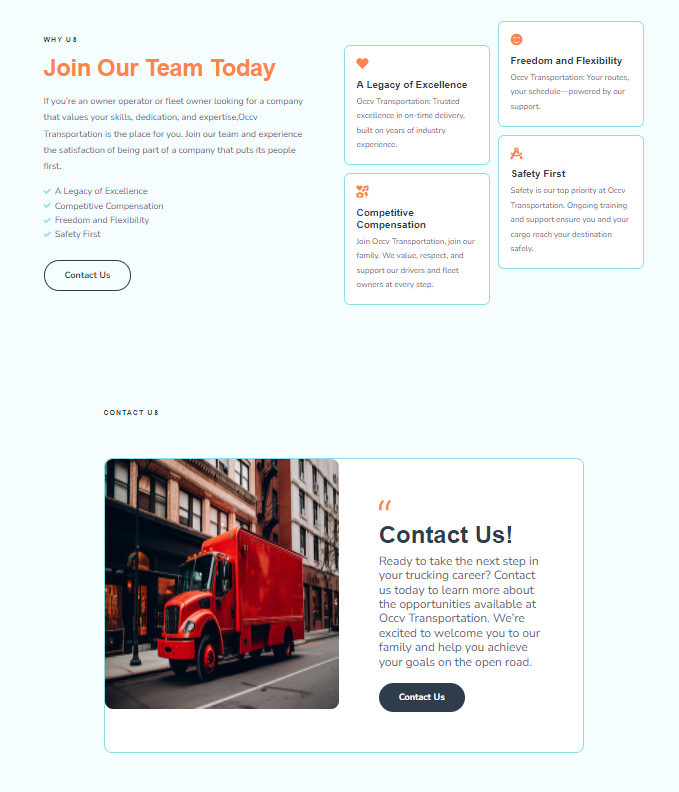 WHY US
Join Our Team Today
If you're an owner operator or fleet owner looking for a company
that values your skills, dedication, and expertise,Occv
Transportation is the place for you. Join our team and experience
the satisfaction of being part of a company that puts its people
first.
A Legacy of Excellence
Competitive Compensation
Freedom and Flexibility
Safety First
Contact Us
A Legacy of Excellence
Occv Transportation: Trusted
excellence in on-time delivery,
built on years of industry
experience.
Competitive
Compensation
Join Occv Transportation, join our
family. We value, respect, and
support our drivers and fleet
owners at every step.
Freedom and Flexibility
Occv Transportation: Your routes,
your schedule—powered by our
support.
Safety First
Safety is our top priority at Occv
Transportation. Ongoing training
and support ensure you and your
cargo reach your destination
safely.
CONTACT US
“
Contact Us!
Ready to take the next step in
your trucking career? Contact
us today to learn more about
the opportunities available at
Occv Transportation. We're
excited to welcome you to our
family and help you achieve
your goals on the open road.
Contact Us